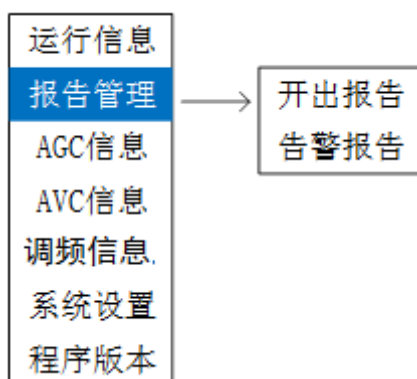 运行信息
报告管理
AGC信息
AVC信息
调频信息.
系统设置
程序版本
开出报告
告警报告